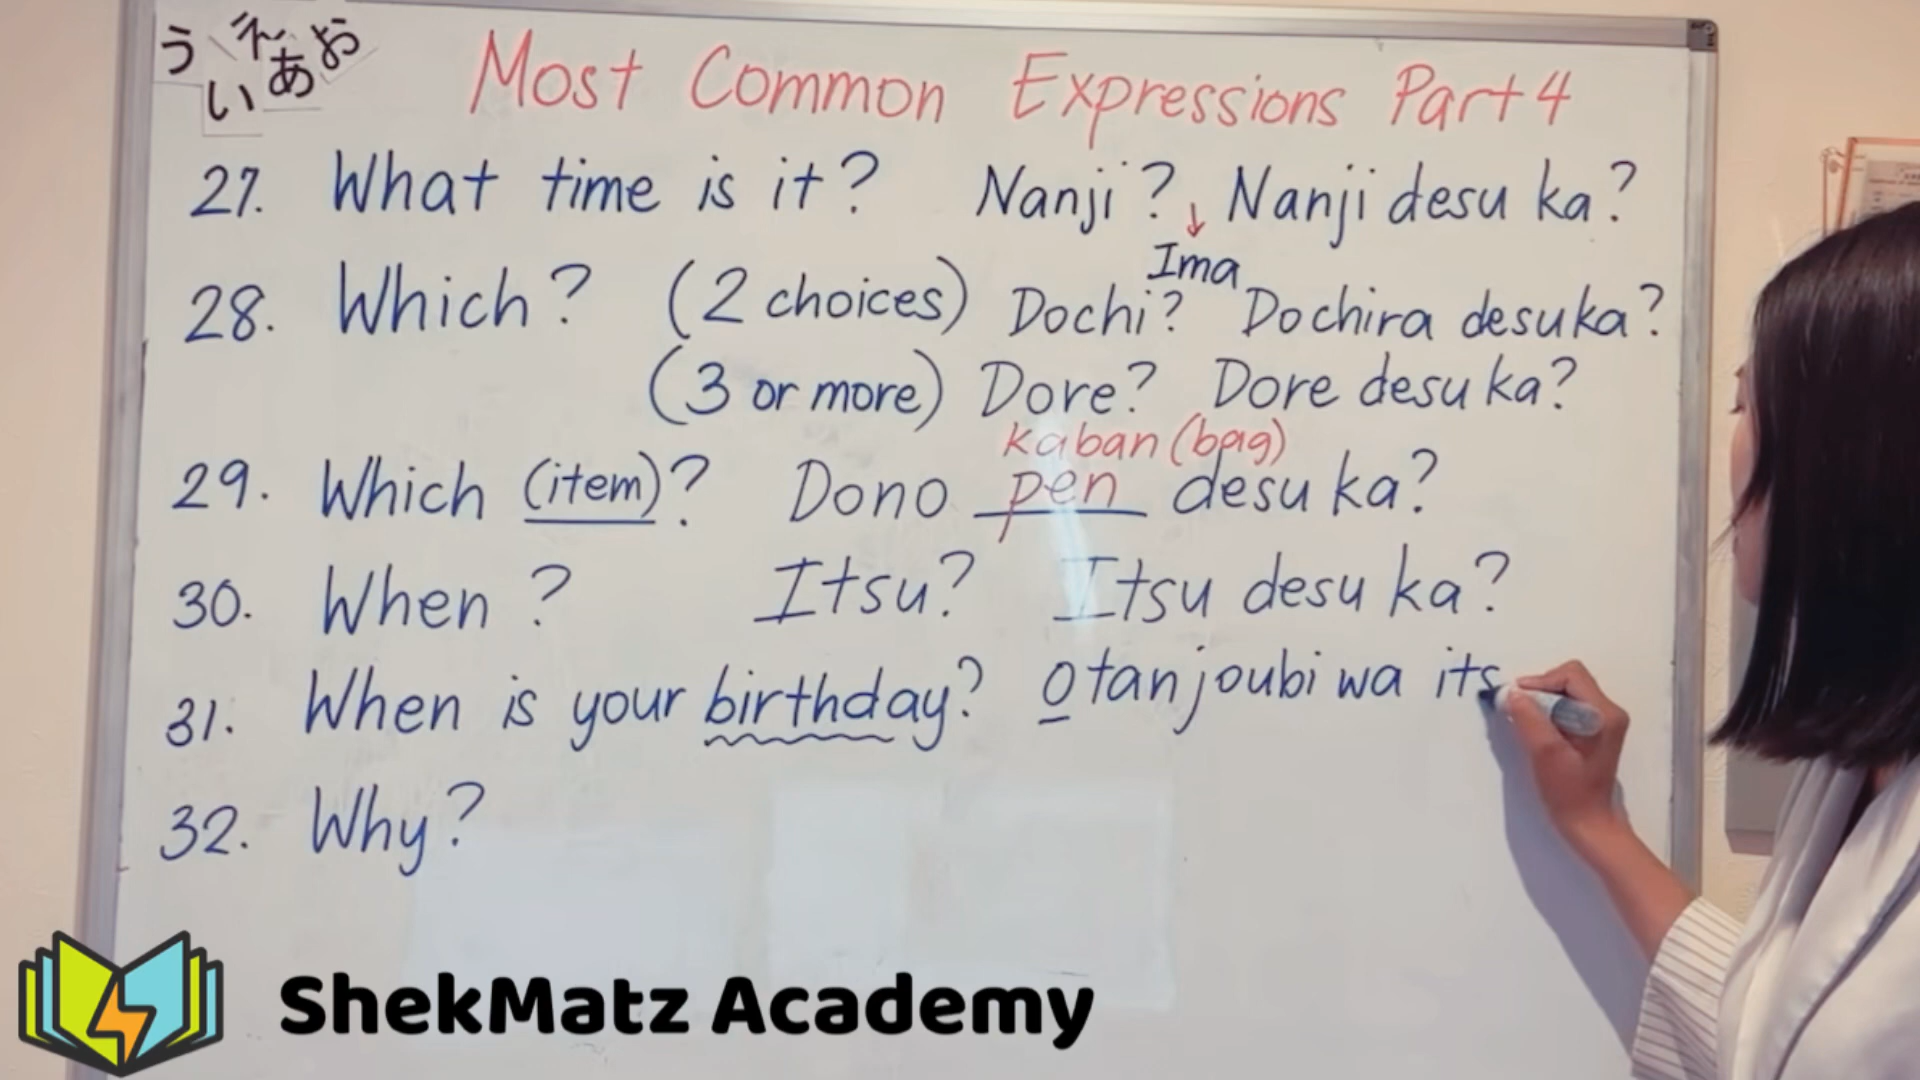 う え お
い あ
Most Common Expressions Part 4
27. What time is it? Nanji? ↓ Nanji desu ka?
Ima
28. Which? (2 choices) Dochi? Dochira desu ka?
(3 or more) Dore? Dore desu ka?
kaban (bag)
29. Which (item)? Dono pen desu ka?
30. When? Itsu? Itsu desu ka?
31. When is your birthday? Otanjoubi wa its
32. Why?
ShekMatz Academy